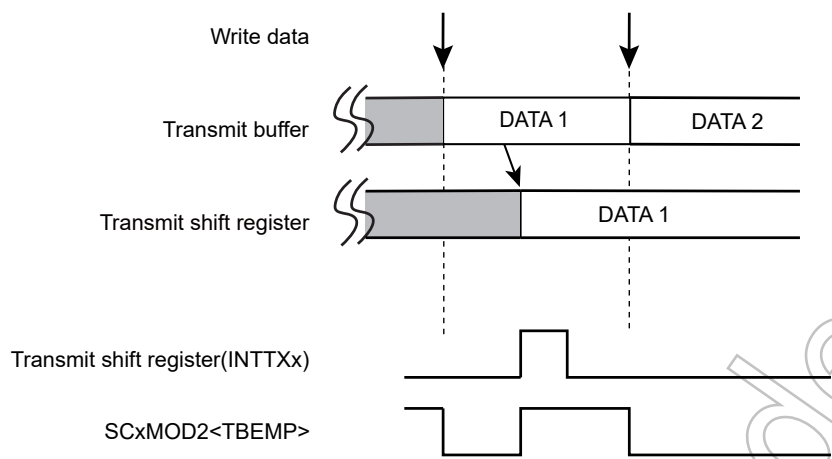 Write data
Transmit buffer
DATA 1
DATA 2
Transmit shift register
DATA 1
Transmit shift register(INTTXx)
SCxMOD2<TBEMP>